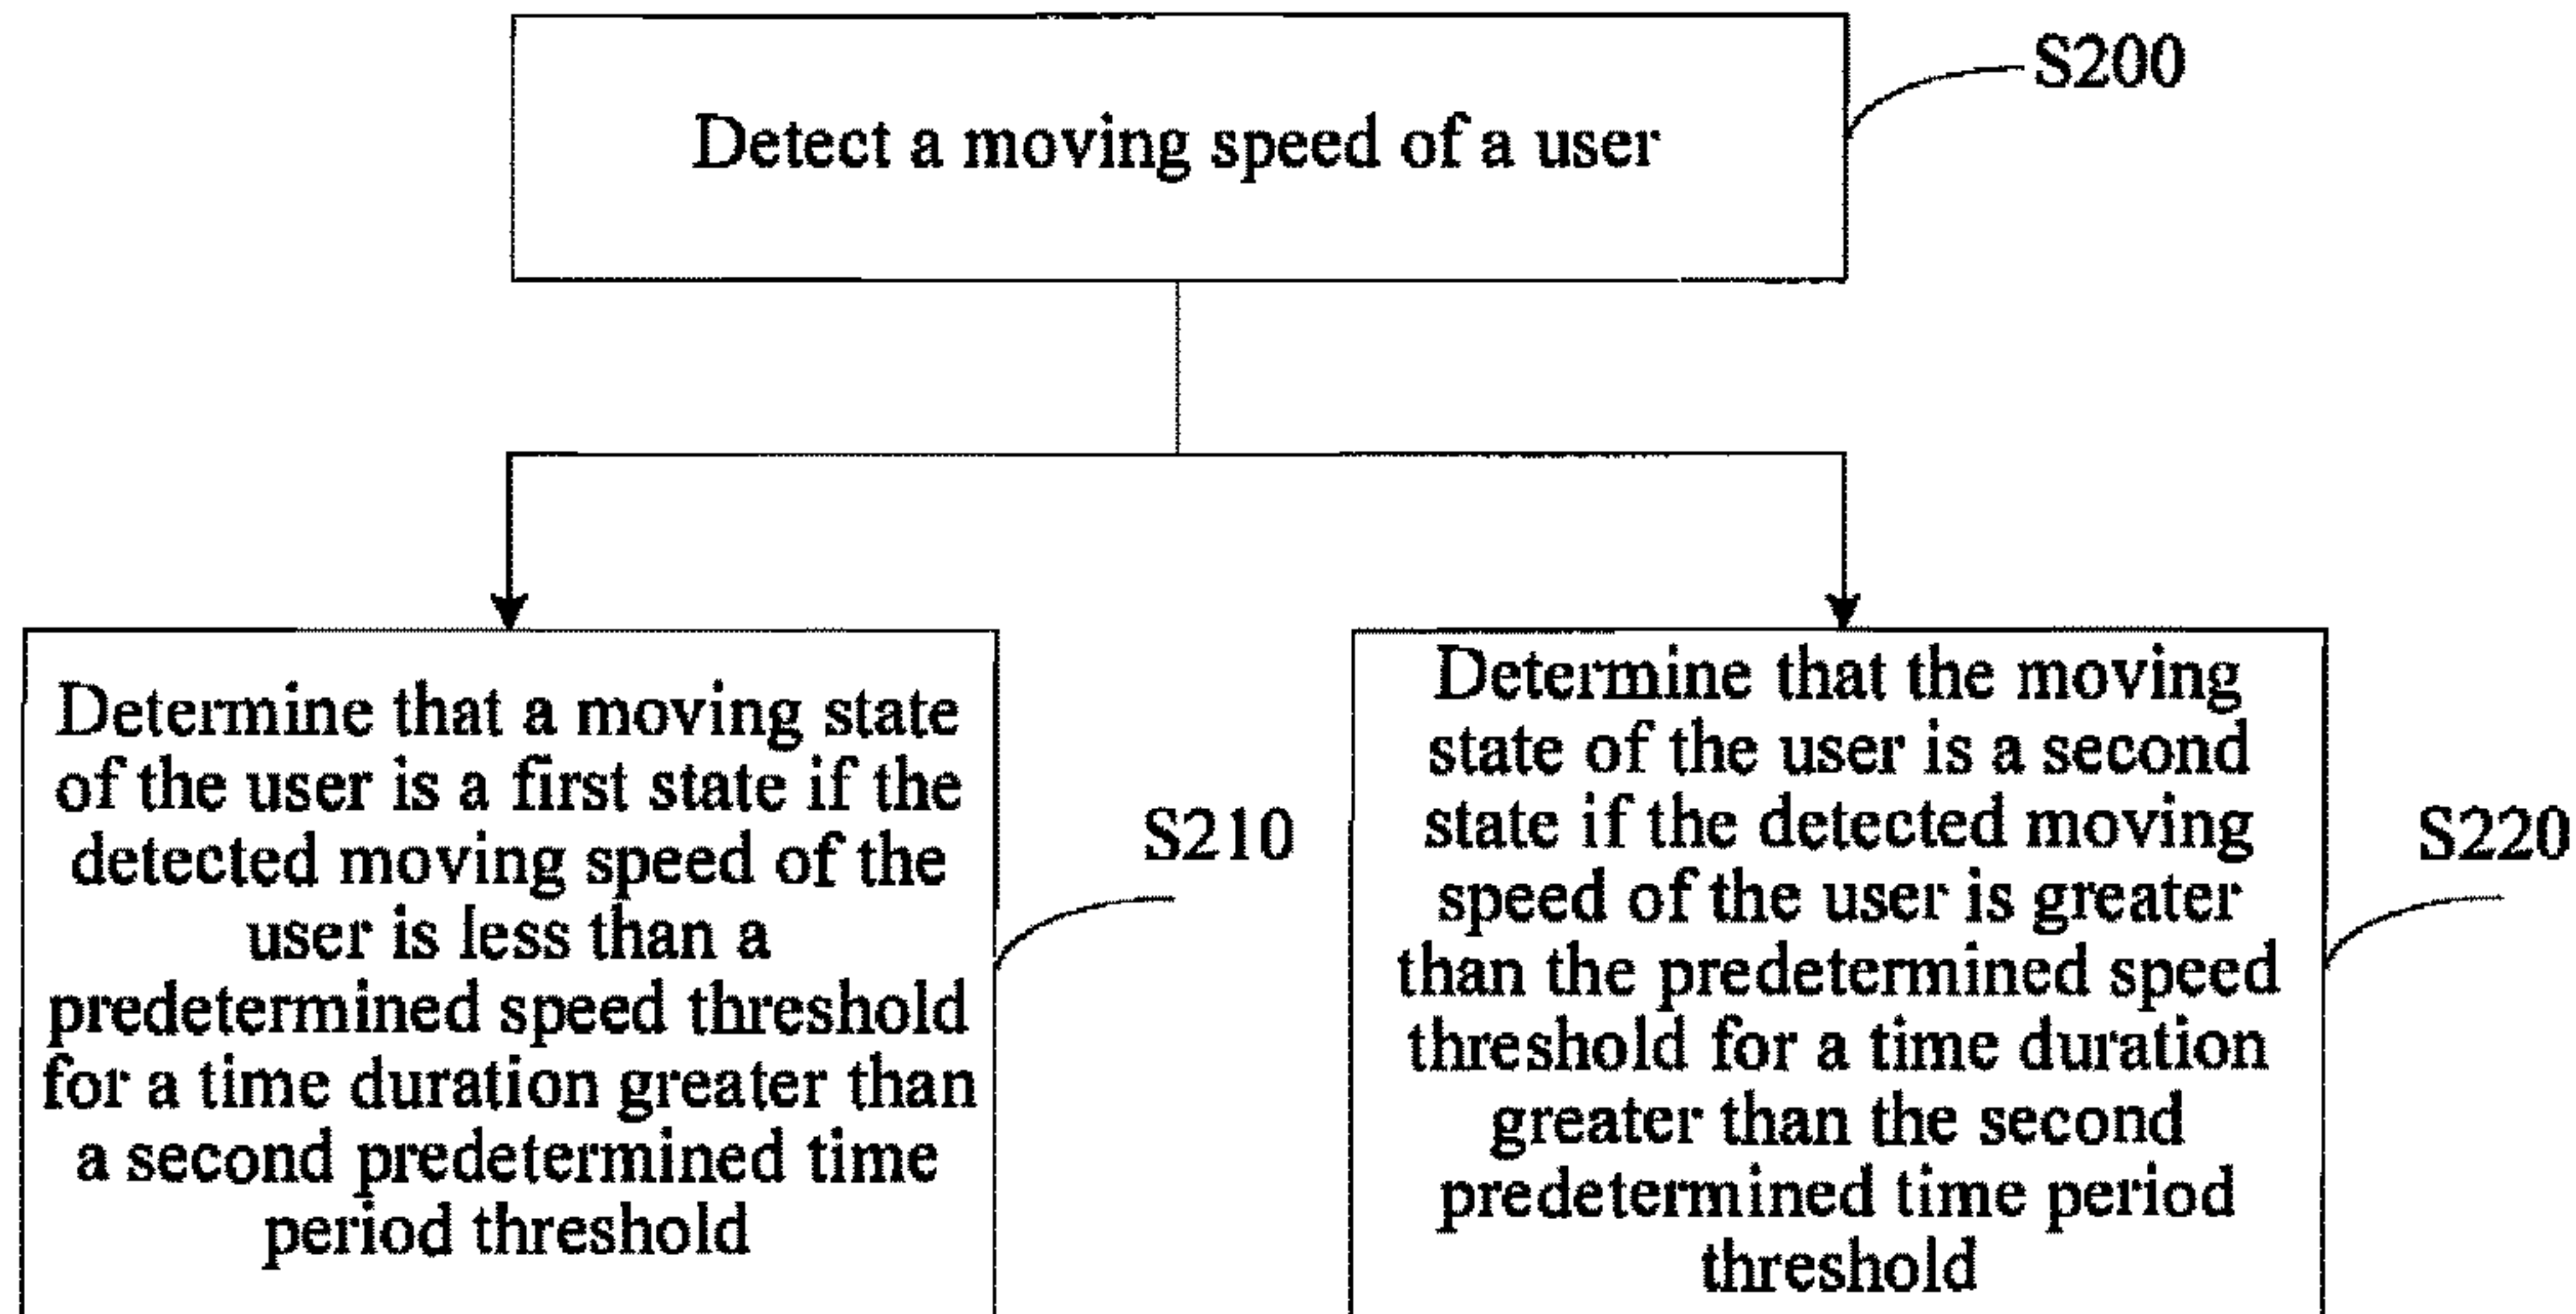 Detect a moving speed of a user
S200
Determine that a moving state
of the user is a first state if the
detected moving speed of the
user is less than a
predetermined speed threshold
for a time duration greater than
a second predetermined time
period threshold
S210
Determine that the moving
state of the user is a second
state if the detected moving
speed of the user is greater
than the predetermined speed
threshold for a time duration
greater than the second
predetermined time period
threshold
S220